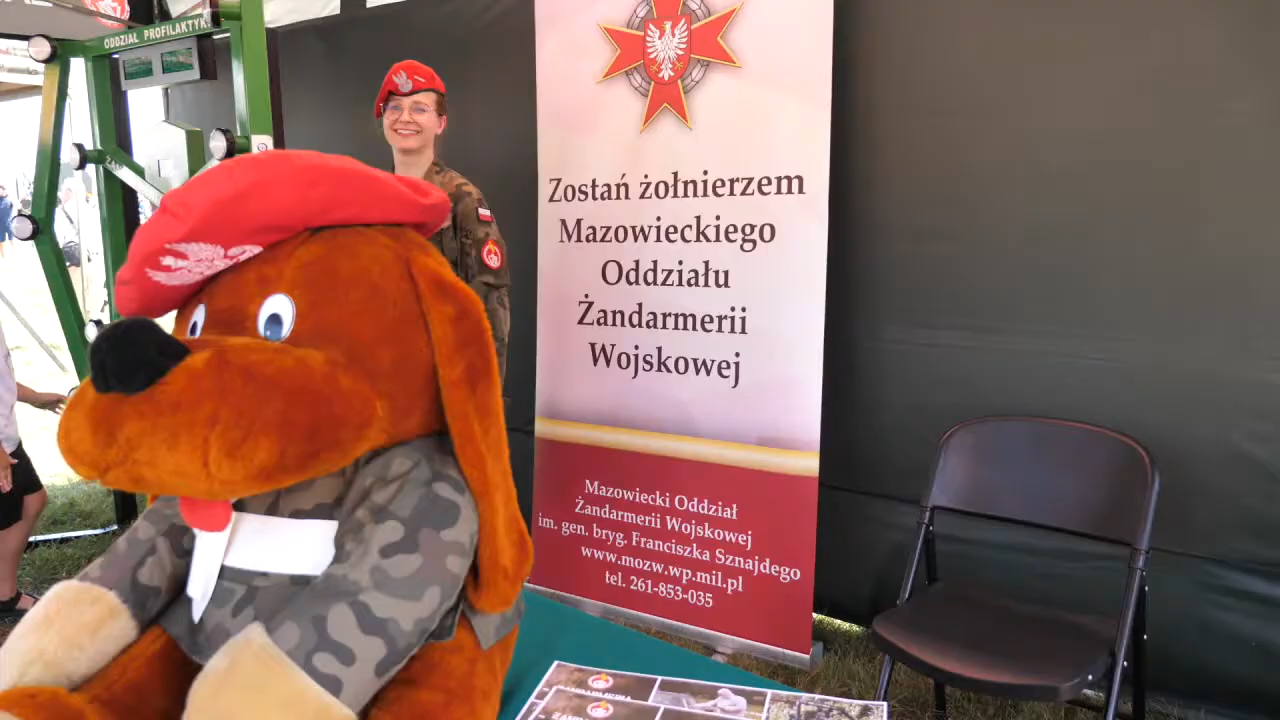 ODDZIAŁ PROFILAKTYK
Zostań żołnierzem
Mazowieckiego
Oddziału
Żandarmerii
Wojskowej
Mazowiecki Oddział
Żandarmerii Wojskowej
im. gen. bryg. Franciszka Sznajdego
www.mozw.wp.mil.pl
tel. 261-853-035